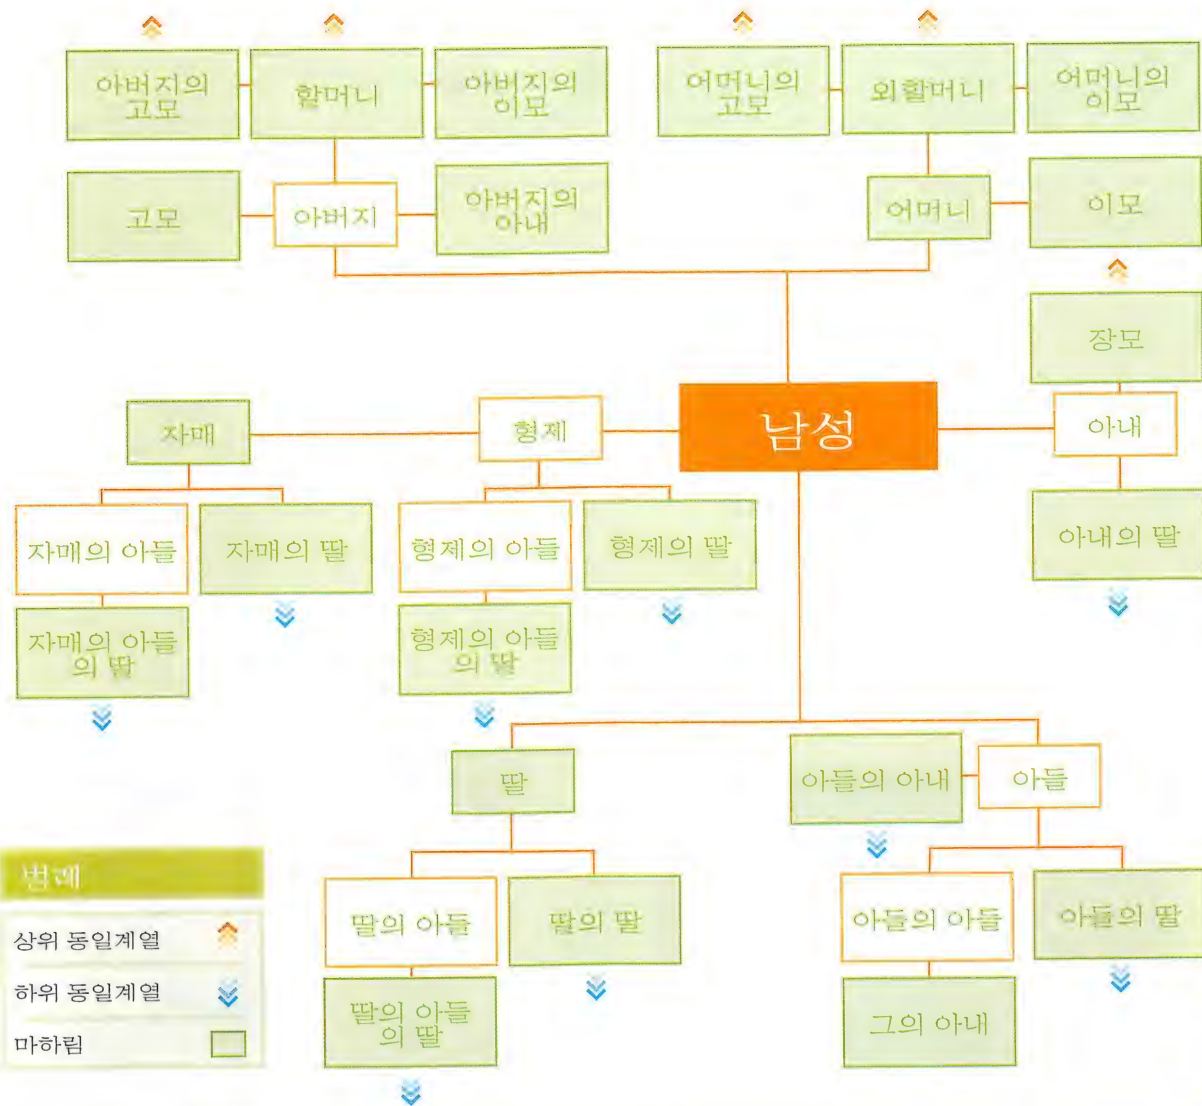 아버지의
고모
할머니
아버지의
이모
어머니의
고모
외할머니
어머니의
이모
고모
아버지
아버지의
아내
어머니
이모
장모
자매
형제
남성
아내
자매의 아들
자매의 딸
형제의 아들
형제의 딸
아내의 딸
자매의 아들
의 딸
형제의 아들
의 딸
딸
아들의 아내
아들
딸의 아들
딸의 딸
아들의 아들
아들의 딸
딸의 아들
의 딸
그의 아내
범례
상위 동일계열
하위 동일계열
마하림